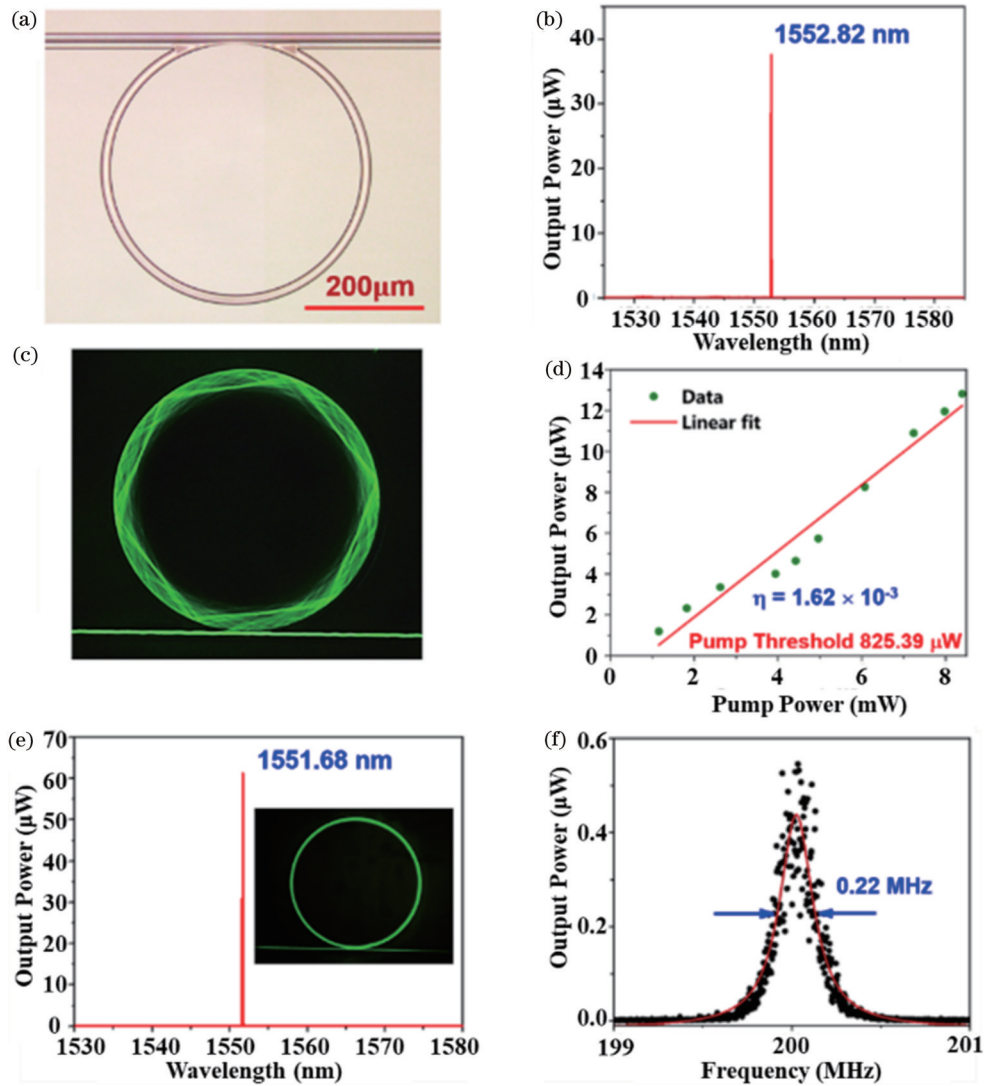 (a)
200μm
(b)
1552.82 nm
Output Power (μW)
40
30
20
10
0
1530 1540 1550 1560 1570 1580
Wavelength (nm)
(c)
(d)
Data
Linear fit
η = 1.62 × 10⁻³
Pump Threshold 825.39 μW
Output Power (μW)
14
12
10
8
6
4
2
0
0 2 4 6 8
Pump Power (mW)
(e)
1551.68 nm
Output Power (μW)
70
60
50
40
30
20
10
0
1530 1540 1550 1560 1570 1580
Wavelength (nm)
(f)
0.22 MHz
Output Power (μW)
0.6
0.4
0.2
0.0
199 200 201
Frequency (MHz)